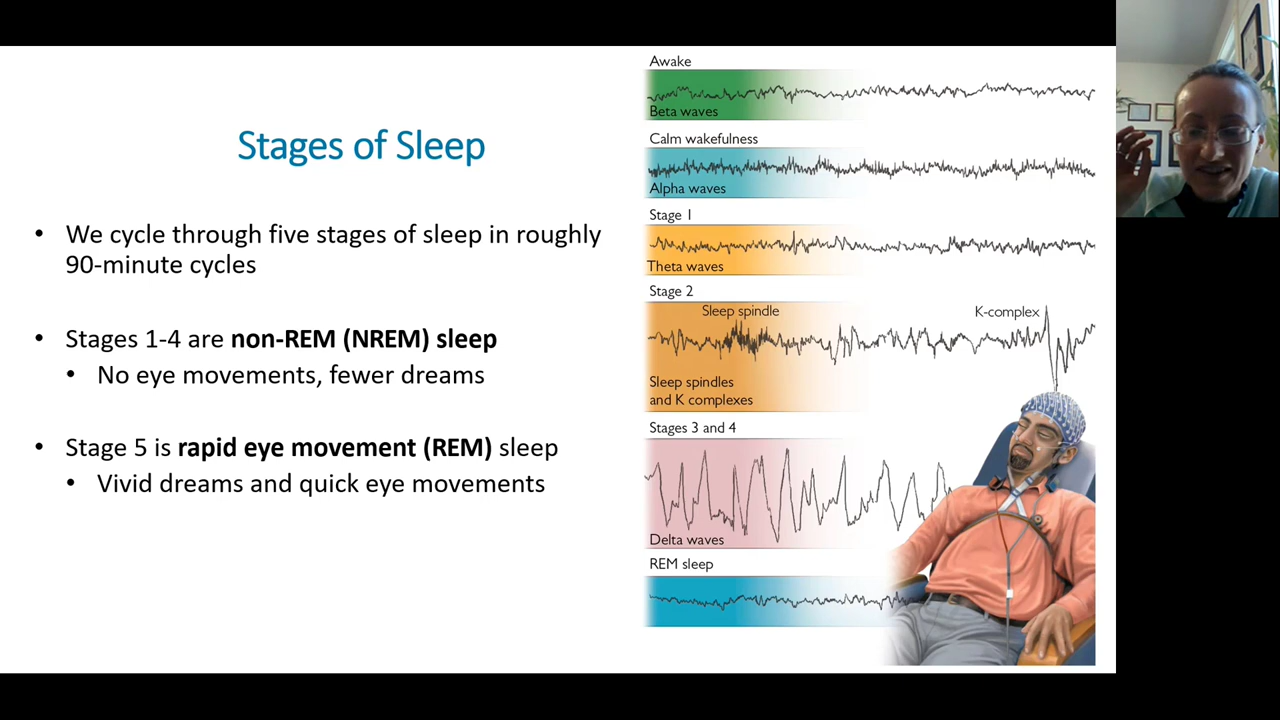 Stages of Sleep
• We cycle through five stages of sleep in roughly
90-minute cycles
• Stages 1-4 are non-REM (NREM) sleep
• No eye movements, fewer dreams
• Stage 5 is rapid eye movement (REM) sleep
• Vivid dreams and quick eye movements
Awake
Beta waves
Calm wakefulness
Alpha waves
Stage 1
Theta waves
Stage 2
Sleep spindle
K-complex
Sleep spindles
and K complexes
Stages 3 and 4
Delta waves
REM sleep